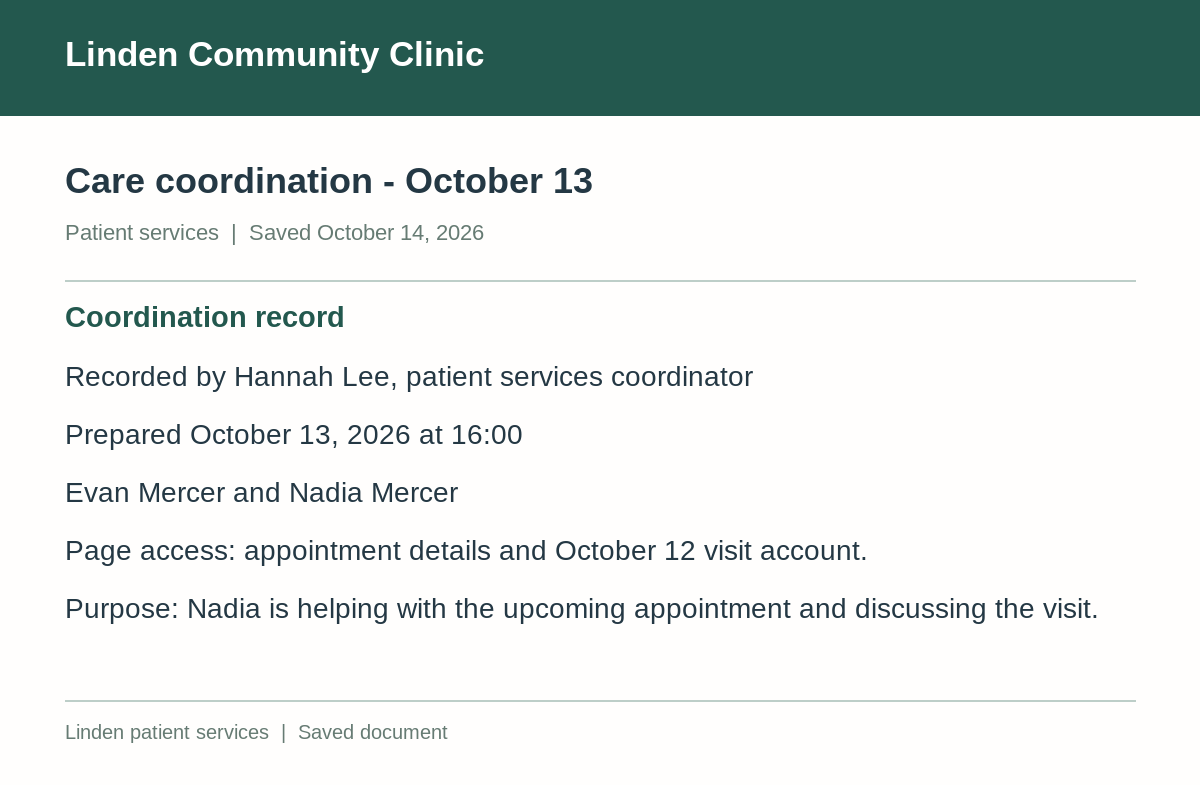 Linden Community Clinic
Care coordination - October 13
Patient services | Saved October 14, 2026
Coordination record
Recorded by Hannah Lee, patient services coordinator
Prepared October 13, 2026 at 16:00
Evan Mercer and Nadia Mercer
Page access: appointment details and October 12 visit account.
Purpose: Nadia is helping with the upcoming appointment and discussing the visit.
Linden patient services | Saved document